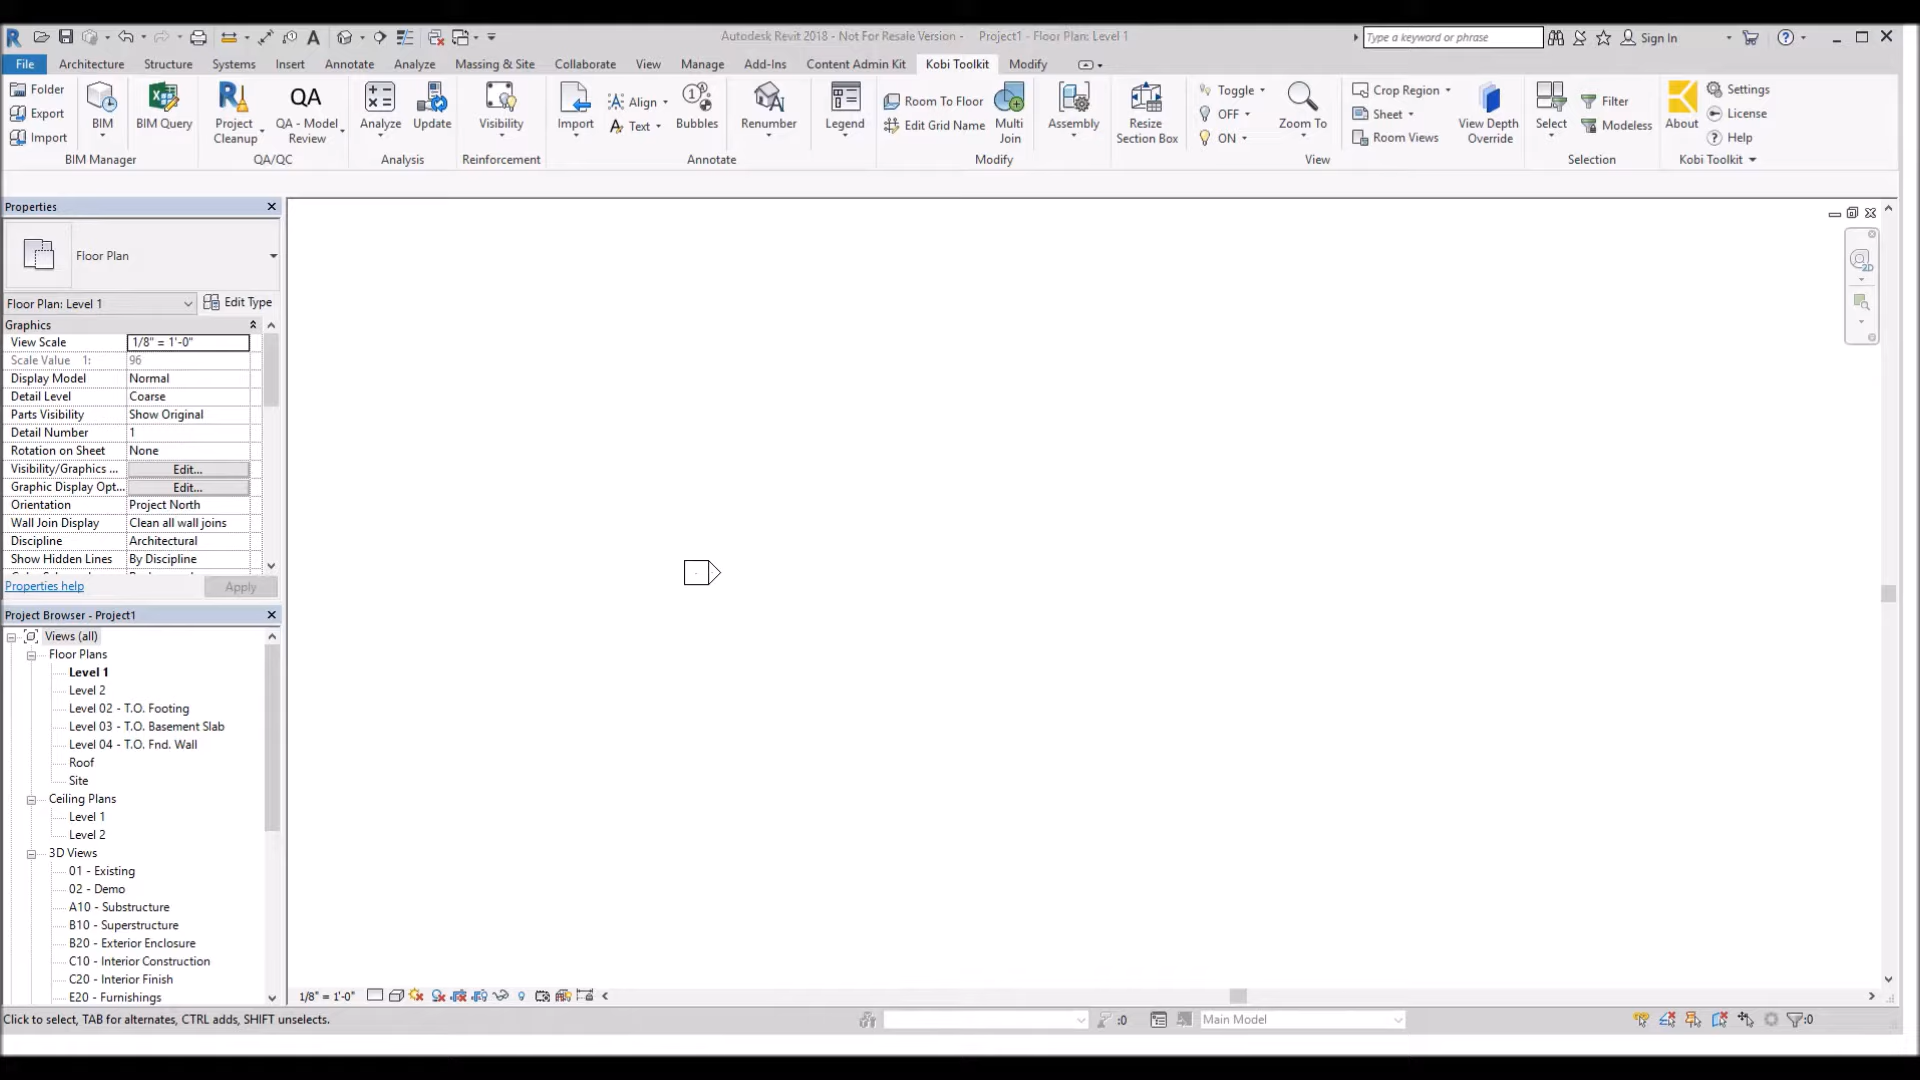 Autodesk Revit 2018 - Not For Resale Version - Project1 - Floor Plan: Level 1
Type a keyword or phrase
Sign In
File Architecture Structure Systems Insert Annotate Analyze Massing & Site Collaborate View Manage Add-Ins Content Admin Kit Kobi Toolkit Modify
Folder
Export
Import
BIM
BIM Query
BIM Manager
Project
Cleanup
QA
QA - Model
Review
QA/QC
Analyze
Update
Analysis
Visibility
Reinforcement
Import
Align
Text
Bubbles
Renumber
Annotate
Legend
Room To Floor
Edit Grid Name
Multi
Join
Modify
Assembly
Resize
Section Box
Toggle
OFF
ON
Zoom To
Crop Region
Sheet
Room Views
View Depth
Override
View
Select
Filter
Modeless
Selection
About
Settings
License
Help
Kobi Toolkit
Properties
Floor Plan
Floor Plan: Level 1 Edit Type
Graphics
View Scale 1/8" = 1'-0"
Scale Value 1: 96
Display Model Normal
Detail Level Coarse
Parts Visibility Show Original
Detail Number 1
Rotation on Sheet None
Visibility/Graphics ... Edit...
Graphic Display Opt... Edit...
Orientation Project North
Wall Join Display Clean all wall joins
Discipline Architectural
Show Hidden Lines By Discipline
Properties help Apply
Project Browser - Project1
Views (all)
Floor Plans
Level 1
Level 2
Level 02 - T.O. Footing
Level 03 - T.O. Basement Slab
Level 04 - T.O. Fnd. Wall
Roof
Site
Ceiling Plans
Level 1
Level 2
3D Views
01 - Existing
02 - Demo
A10 - Substructure
B10 - Superstructure
B20 - Exterior Enclosure
C10 - Interior Construction
C20 - Interior Finish
E20 - Furnishings
2D
1/8" = 1'-0"
Click to select, TAB for alternates, CTRL adds, SHIFT unselects.
:0
Main Model
:0